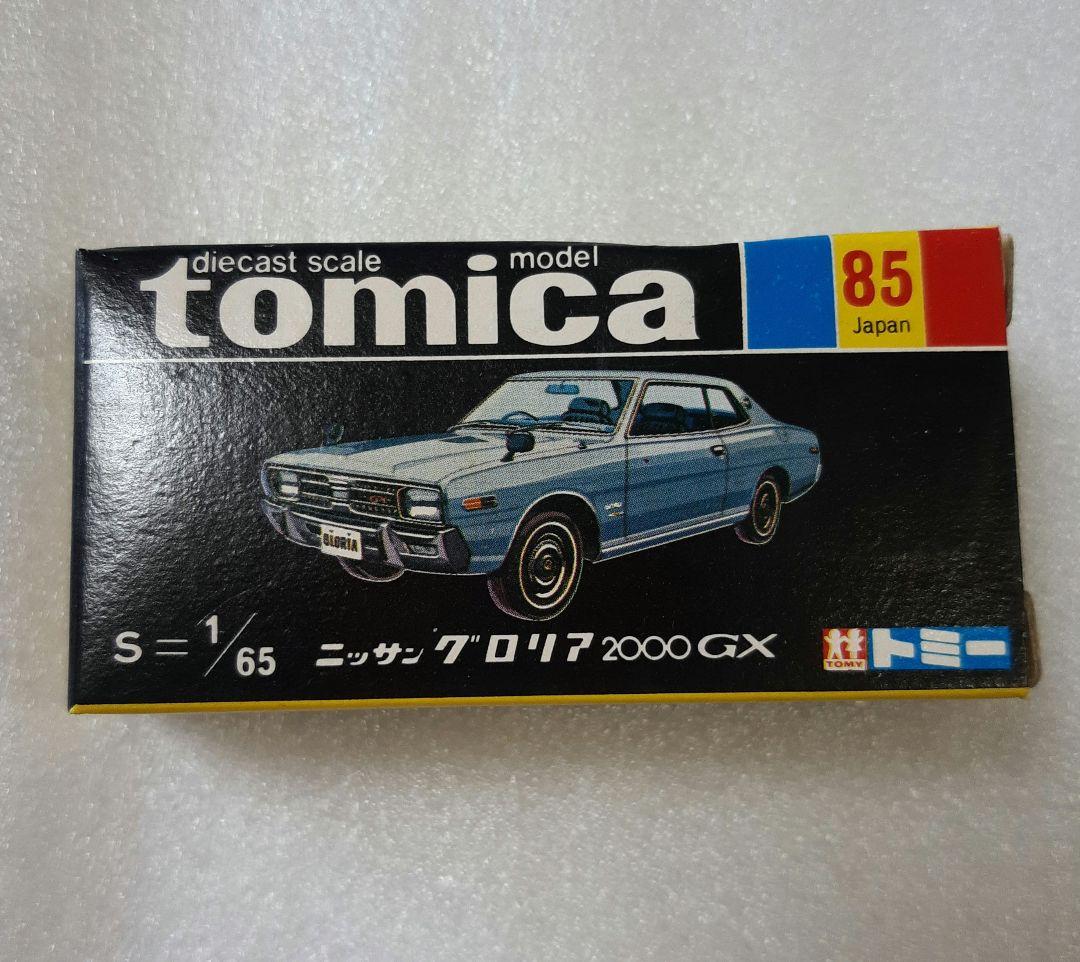 diecast scale model
tomica
85
Japan
GLORIA
S = 1/65 ニッサン グロリア 2000 GX
TOMY トミー